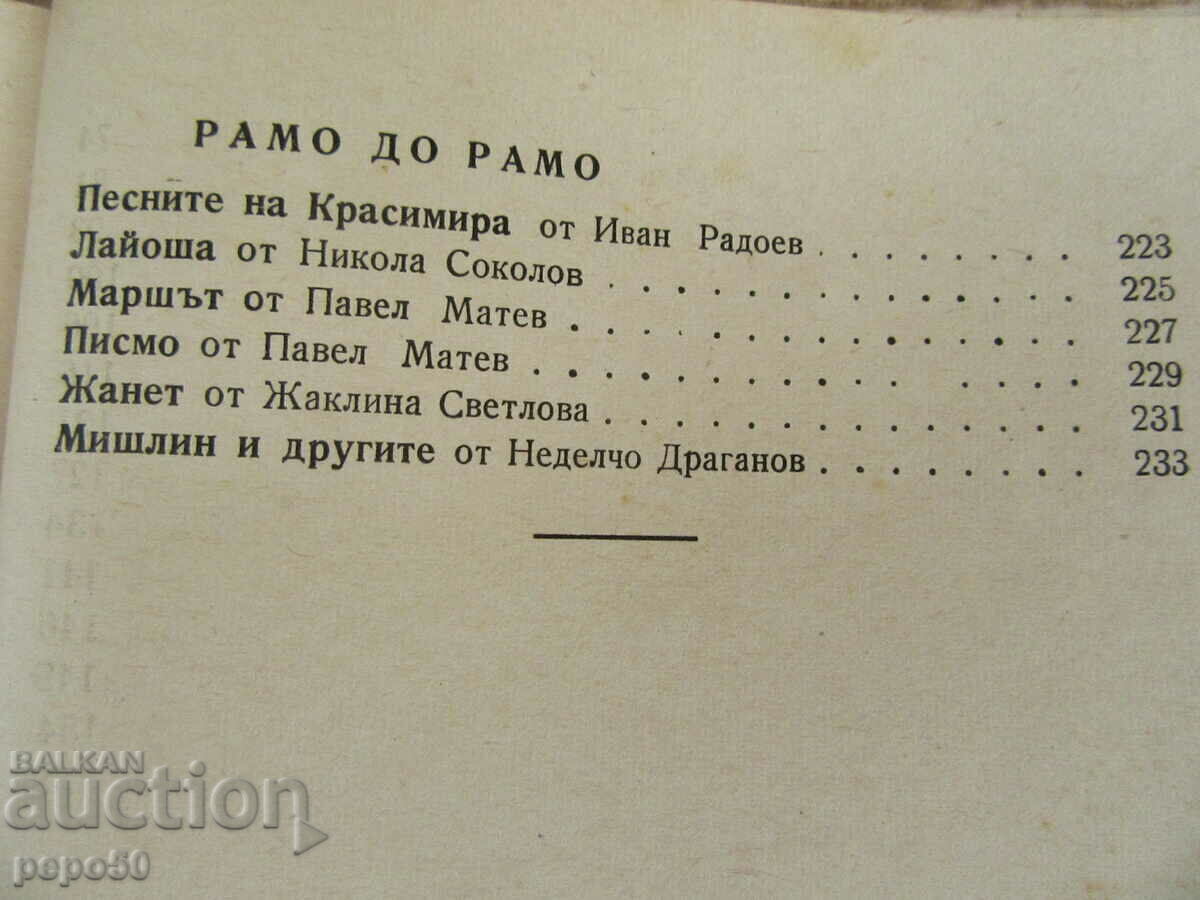 РАМО ДО РАМО
Песните на Красимира от Иван Радоев . . . . . . . . 223
Лайоша от Никола Соколов . . . . . . . . . . . . . . 225
Маршът от Павел Матев . . . . . . . . . . . . . . . 227
Писмо от Павел Матев . . . . . . . . . . . . . . . 229
Жанет от Жаклина Светлова . . . . . . . . . . . . . . 231
Мишлин и другите от Неделчо Драганов . . . . . . . . 233
BALKAN
auction
pepo50